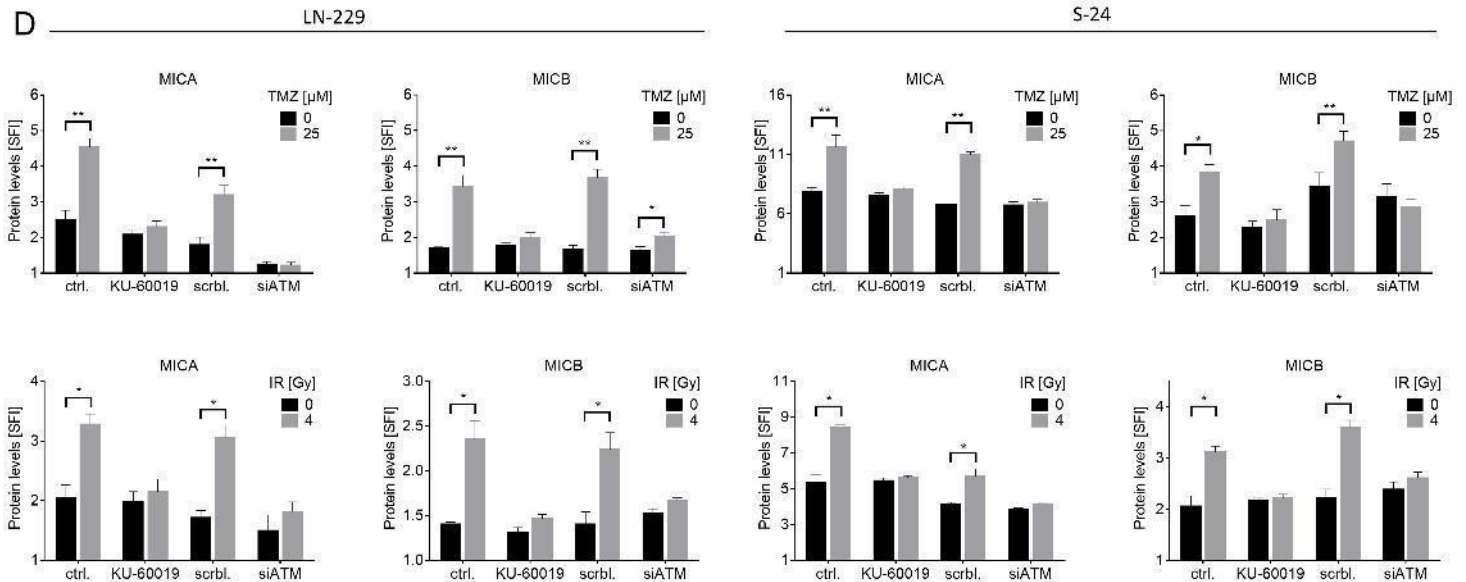 D
LN-229
S-24
MICA
Protein levels [SFI]
TMZ [µM]
0
25
6
5
4
3
2
1
**
**
ctrl. KU-60019 scrbl. siATM
MICB
Protein levels [SFI]
TMZ [µM]
0
25
6
5
4
3
2
1
**
**
*
ctrl. KU-60019 scrbl. siATM
MICA
Protein levels [SFI]
TMZ [µM]
0
25
16
11
6
1
**
**
ctrl. KU-60019 scrbl. siATM
MICB
Protein levels [SFI]
TMZ [µM]
0
25
6
5
4
3
2
1
*
**
ctrl. KU-60019 scrbl. siATM
MICA
Protein levels [SFI]
IR [Gy]
0
4
4
3
2
1
*
*
ctrl. KU-60019 scrbl. siATM
MICB
Protein levels [SFI]
IR [Gy]
0
4
3.0
2.5
2.0
1.5
1.0
*
*
ctrl. KU-60019 scrbl. siATM
MICA
Protein levels [SFI]
IR [Gy]
0
4
11
9
7
5
3
1
*
*
ctrl. KU-60019 scrbl. siATM
MICB
Protein levels [SFI]
IR [Gy]
0
4
4
3
2
1
*
*
ctrl. KU-60019 scrbl. siATM